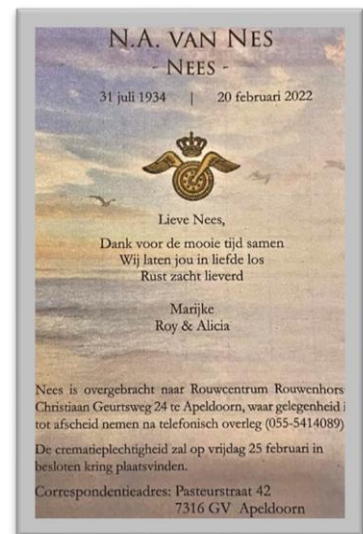 N.A. VAN NES
- NEES -
31 juli 1934 | 20 februari 2022
Lieve Nees,
Dank voor de mooie tijd samen
Wij laten jou in liefde los
Rust zacht lieverd
Marijke
Roy & Alicia
Nees is overgebracht naar Rouwcentrum Rouwenhors
Christiaan Geurtsweg 24 te Apeldoorn, waar gelegenheid i
tot afscheid nemen na telefonisch overleg (055-5414089)
De crematieplechtigheid zal op vrijdag 25 februari in
besloten kring plaatsvinden.
Correspondentieadres: Pasteurstraat 42
7316 GV Apeldoorn